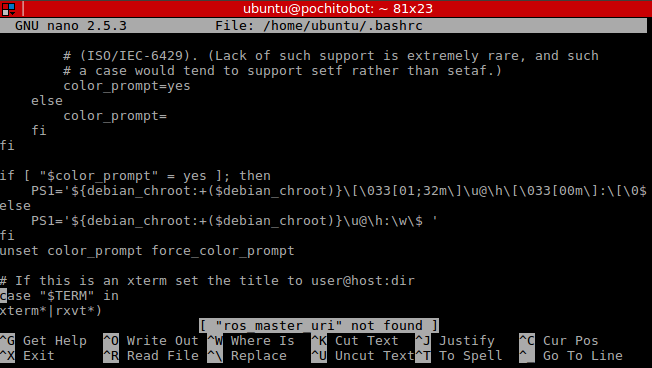 ubuntu@pochitobot: ~ 81x23
GNU nano 2.5.3 File: /home/ubuntu/.bashrc
# (ISO/IEC-6429). (Lack of such support is extremely rare, and such
# a case would tend to support setf rather than setaf.)
color_prompt=yes
else
color_prompt=
fi
fi
if [ "$color_prompt" = yes ]; then
PS1='${debian_chroot:+($debian_chroot)}\[\033[01;32m\]\u@\h\[\033[00m\]:\[\0$
else
PS1='${debian_chroot:+($debian_chroot)}\u@\h:\w\$ '
fi
unset color_prompt force_color_prompt
# If this is an xterm set the title to user@host:dir
case "$TERM" in
xterm*|rxvt*)
[ "ros_master_uri" not found ]
^G Get Help ^O Write Out ^W Where Is ^K Cut Text ^J Justify ^C Cur Pos
^X Exit ^R Read File ^\ Replace ^U Uncut Text ^T To Spell ^_ Go To Line